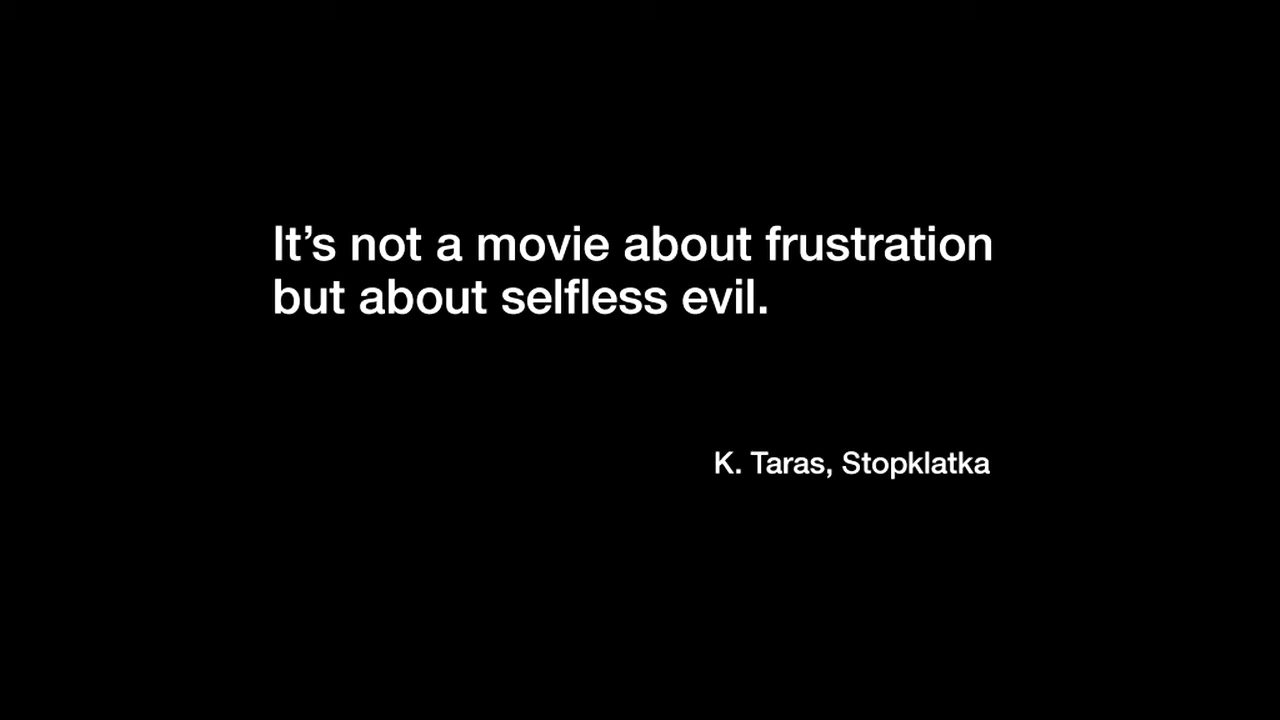 It’s not a movie about frustration
but about selfless evil.
K. Taras, Stopklatka